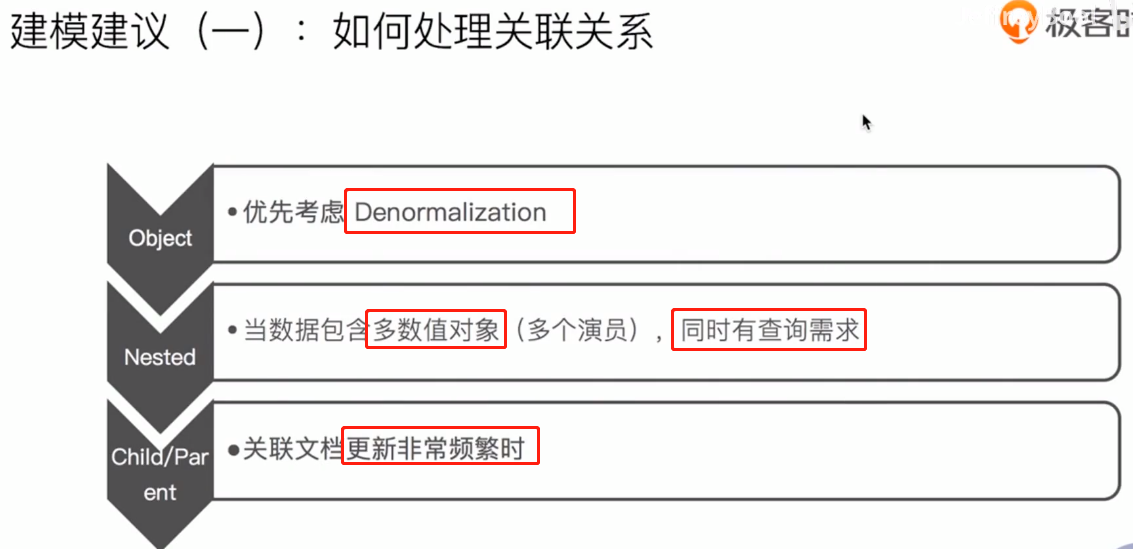 建模建议（一）：如何处理关联关系
极客时
Object
•优先考虑 Denormalization
Nested
•当数据包含多数值对象（多个演员），同时有查询需求
Child/Par
ent
•关联文档更新非常频繁时